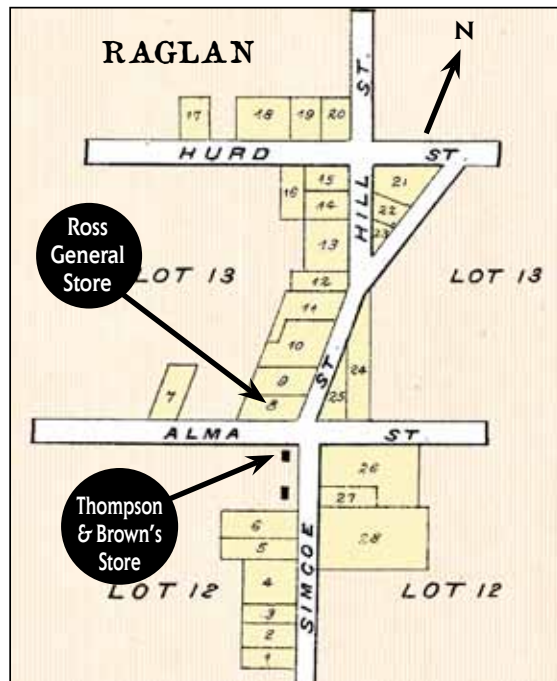 RAGLAN
N
ST.
17
18
19
20
HURD
ST.
16
15
14
13
12
HILL
21
22
23
Ross
General
Store
LOT 13
LOT 13
11
10
9
8
7
ST.
25
24
ALMA
ST
Thompson
& Brown's
Store
26
27
28
6
5
4
3
2
1
SIMCOE
LOT 12
LOT 12